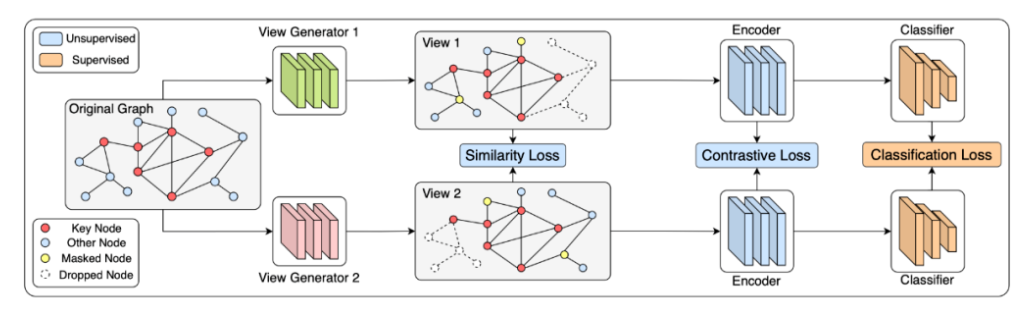 Unsupervised
Supervised
View Generator 1
View 1
Encoder
Classifier
Original Graph
Similarity Loss
Contrastive Loss
Classification Loss
View 2
Key Node
Other Node
Masked Node
Dropped Node
View Generator 2
Encoder
Classifier